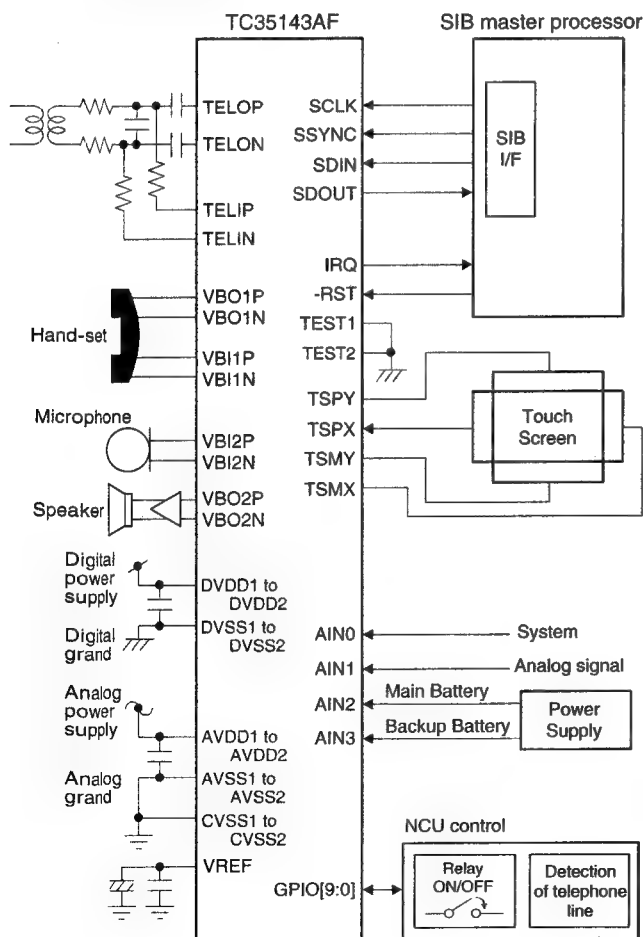 TC35143AF
SIB master processor
TELOP
TELON
TELIP
TELIN
SCLK
SSYNC
SDIN
SDOUT
SIB
I/F
IRQ
-RST
TEST1
TEST2
Hand-set
VBO1P
VBO1N
VBI1P
VBI1N
Microphone
VBI2P
VBI2N
Speaker
VBO2P
VBO2N
TSPY
TSPX
TSMY
TSMX
Touch
Screen
Digital
power
supply
DVDD1 to
DVDD2
Digital
grand
DVSS1 to
DVSS2
Analog
power
supply
AVDD1 to
AVDD2
Analog
grand
AVSS1 to
AVSS2
CVSS1 to
CVSS2
VREF
AIN0
System
AIN1
Analog signal
AIN2
Main Battery
AIN3
Backup Battery
Power
Supply
NCU control
GPIO[9:0]
Relay
ON/OFF
Detection
of telephone
line